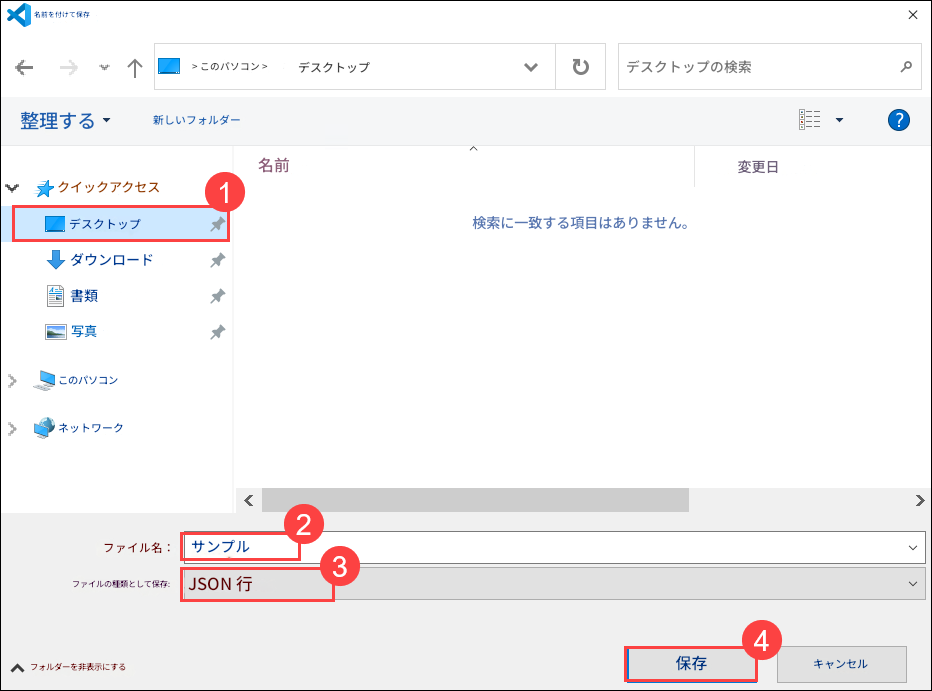 名前を付けて保存
> このパソコン > デスクトップ
デスクトップの検索
整理する
新しいフォルダー
?
名前
変更日
クイックアクセス
1
デスクトップ
検索に一致する項目はありません。
ダウンロード
書類
写真
このパソコン
ネットワーク
2
ファイル名：
サンプル
3
ファイルの種類として保存:
JSON 行
4
フォルダーを非表示にする
保存
キャンセル